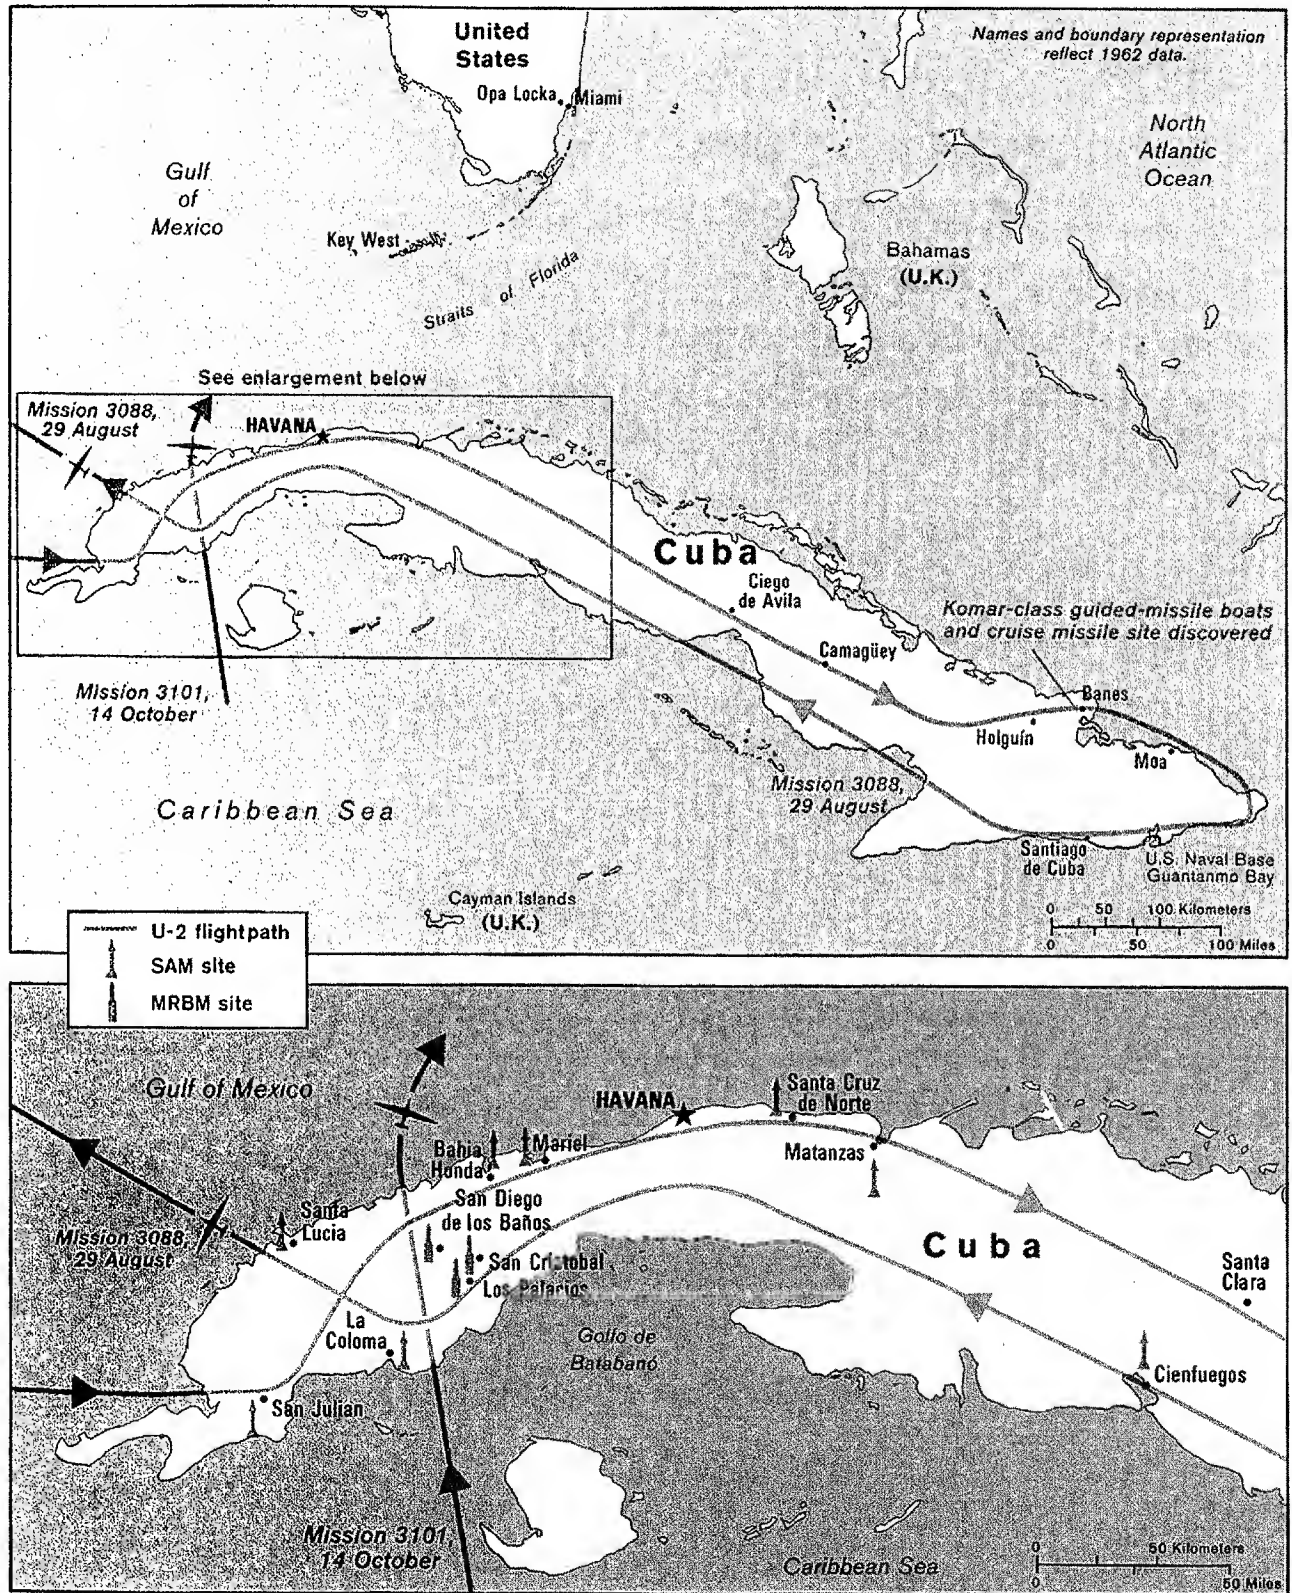 United
States
Names and boundary representation
reflect 1962 data.
Opa Locka
Miami
North
Atlantic
Ocean
Gulf
of
Mexico
Key West
Bahamas
(U.K.)
Straits of Florida
See enlargement below
Mission 3088,
29 August
HAVANA
Cuba
Ciego
de Avila
Komar-class guided-missile boats
and cruise missile site discovered
Camagüey
Mission 3101,
14 October
Banes
Holguín
Moa
Mission 3088,
29 August
Caribbean Sea
Santiago
de Cuba
U.S. Naval Base
Guantanmo Bay
Cayman Islands
(U.K.)
0 50 100 Kilometers
0 50 100 Miles
U-2 flightpath
SAM site
MRBM site
Gulf of Mexico
HAVANA
Santa Cruz
de Norte
Bahia
Honda
Mariel
Matanzas
San Diego
de los Baños
Santa
Lucia
Mission 3088,
29 August
Cuba
San Cristobal
Los Palacios
Santa
Clara
La
Coloma
Golfo de
Batabanó
Cienfuegos
San Julian
Mission 3101,
14 October
Caribbean Sea
0 50 Kilometers
0 50 Miles